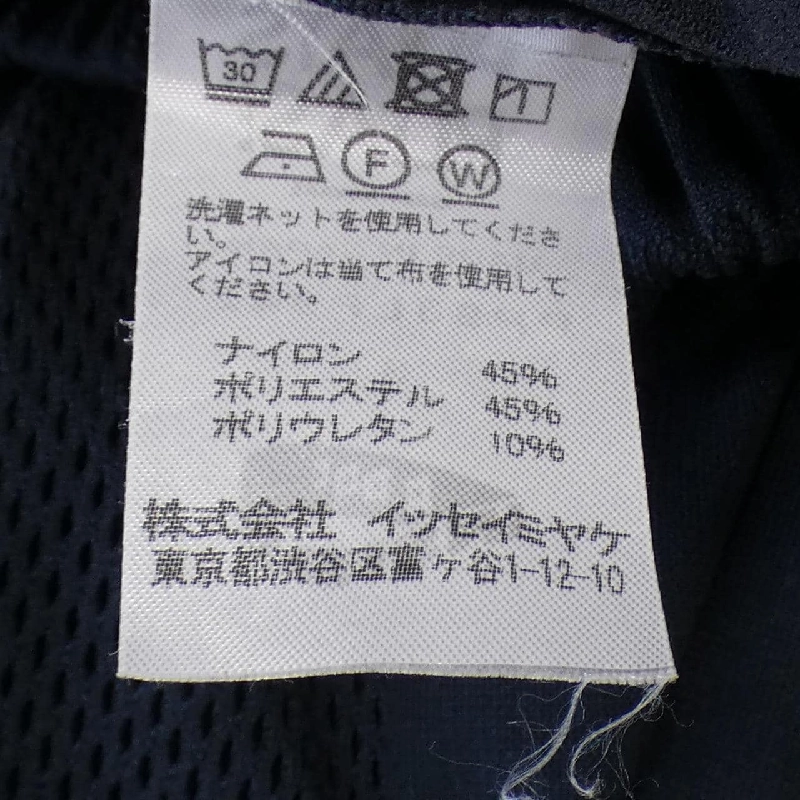 30
F W
洗濯ネットを使用してくださ
い。
アイロンは当て布を使用して
ください。
ナイロン 45%
ポリエステル 45%
ポリウレタン 10%
株式会社 イッセイミヤケ
東京都渋谷区富ヶ谷1-12-10